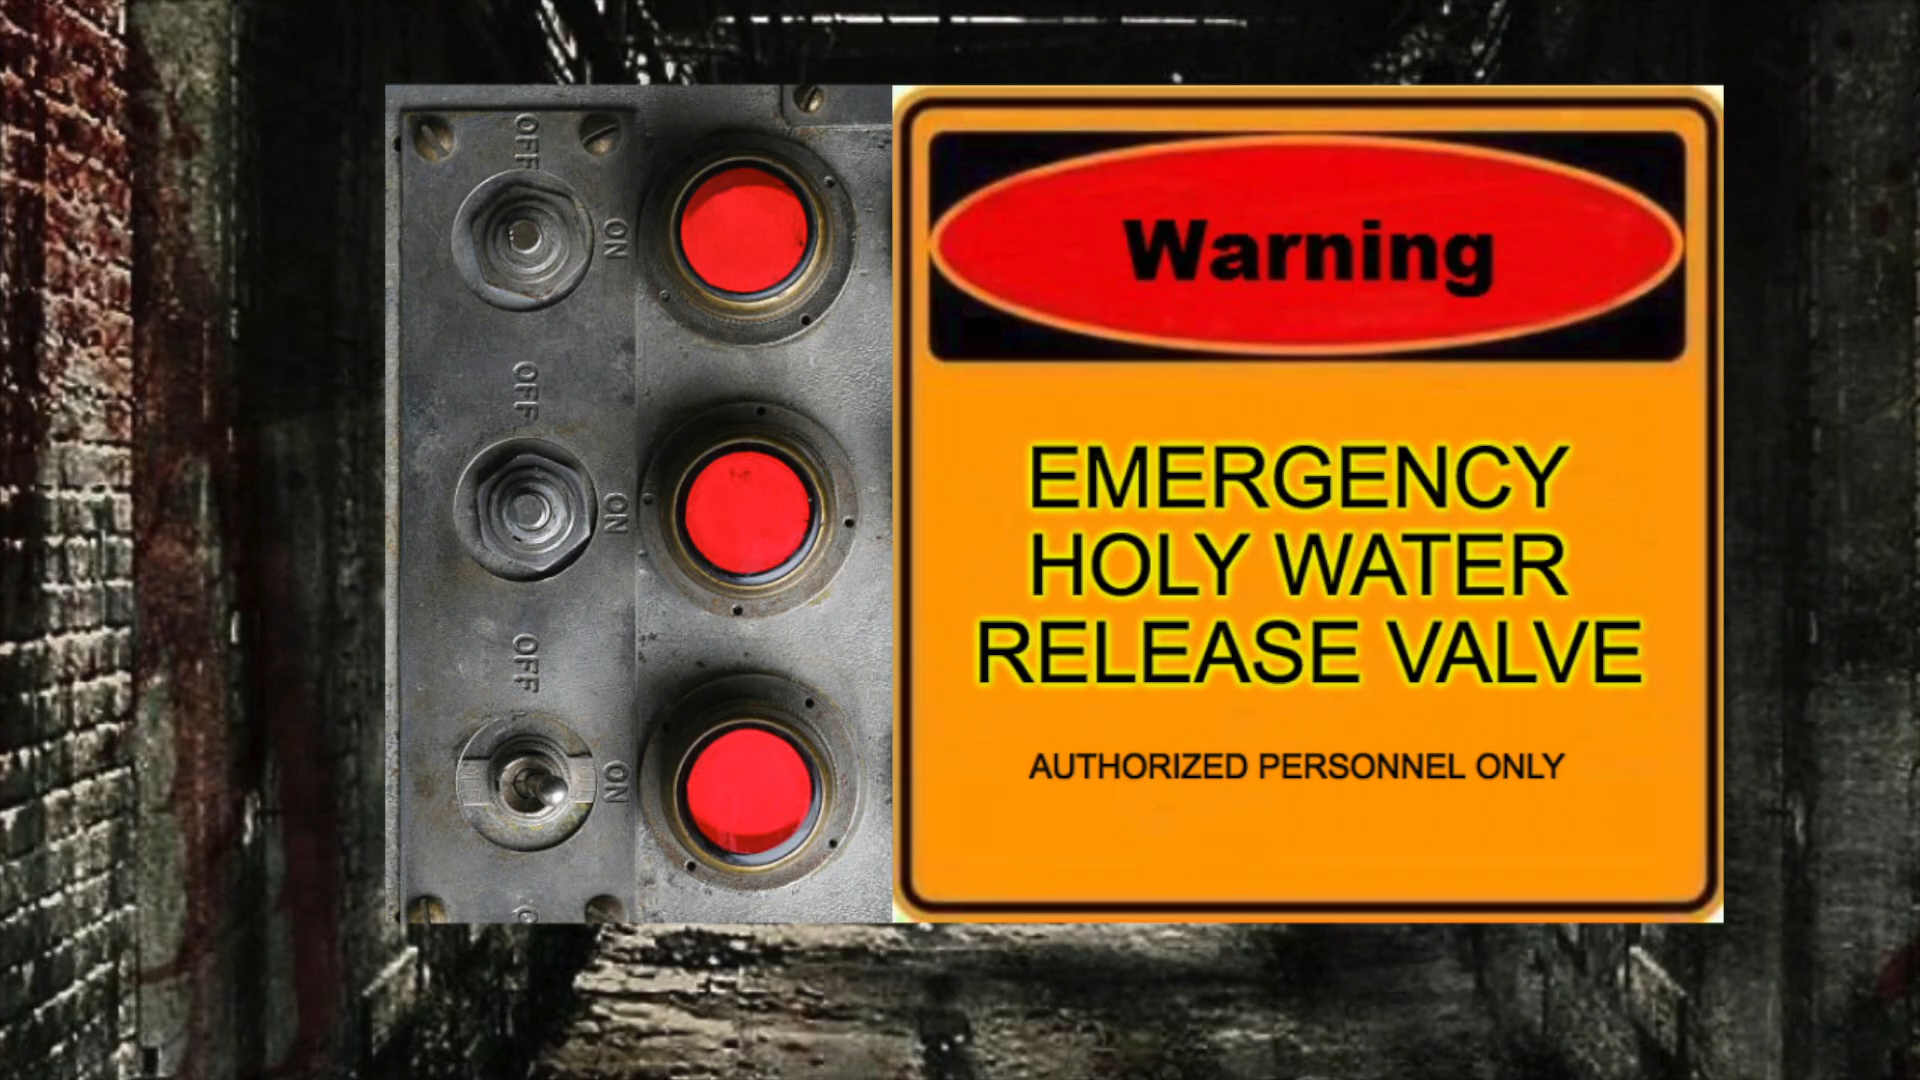 OFF
ON
OFF
ON
OFF
ON
Warning
EMERGENCY
HOLY WATER
RELEASE VALVE
AUTHORIZED PERSONNEL ONLY